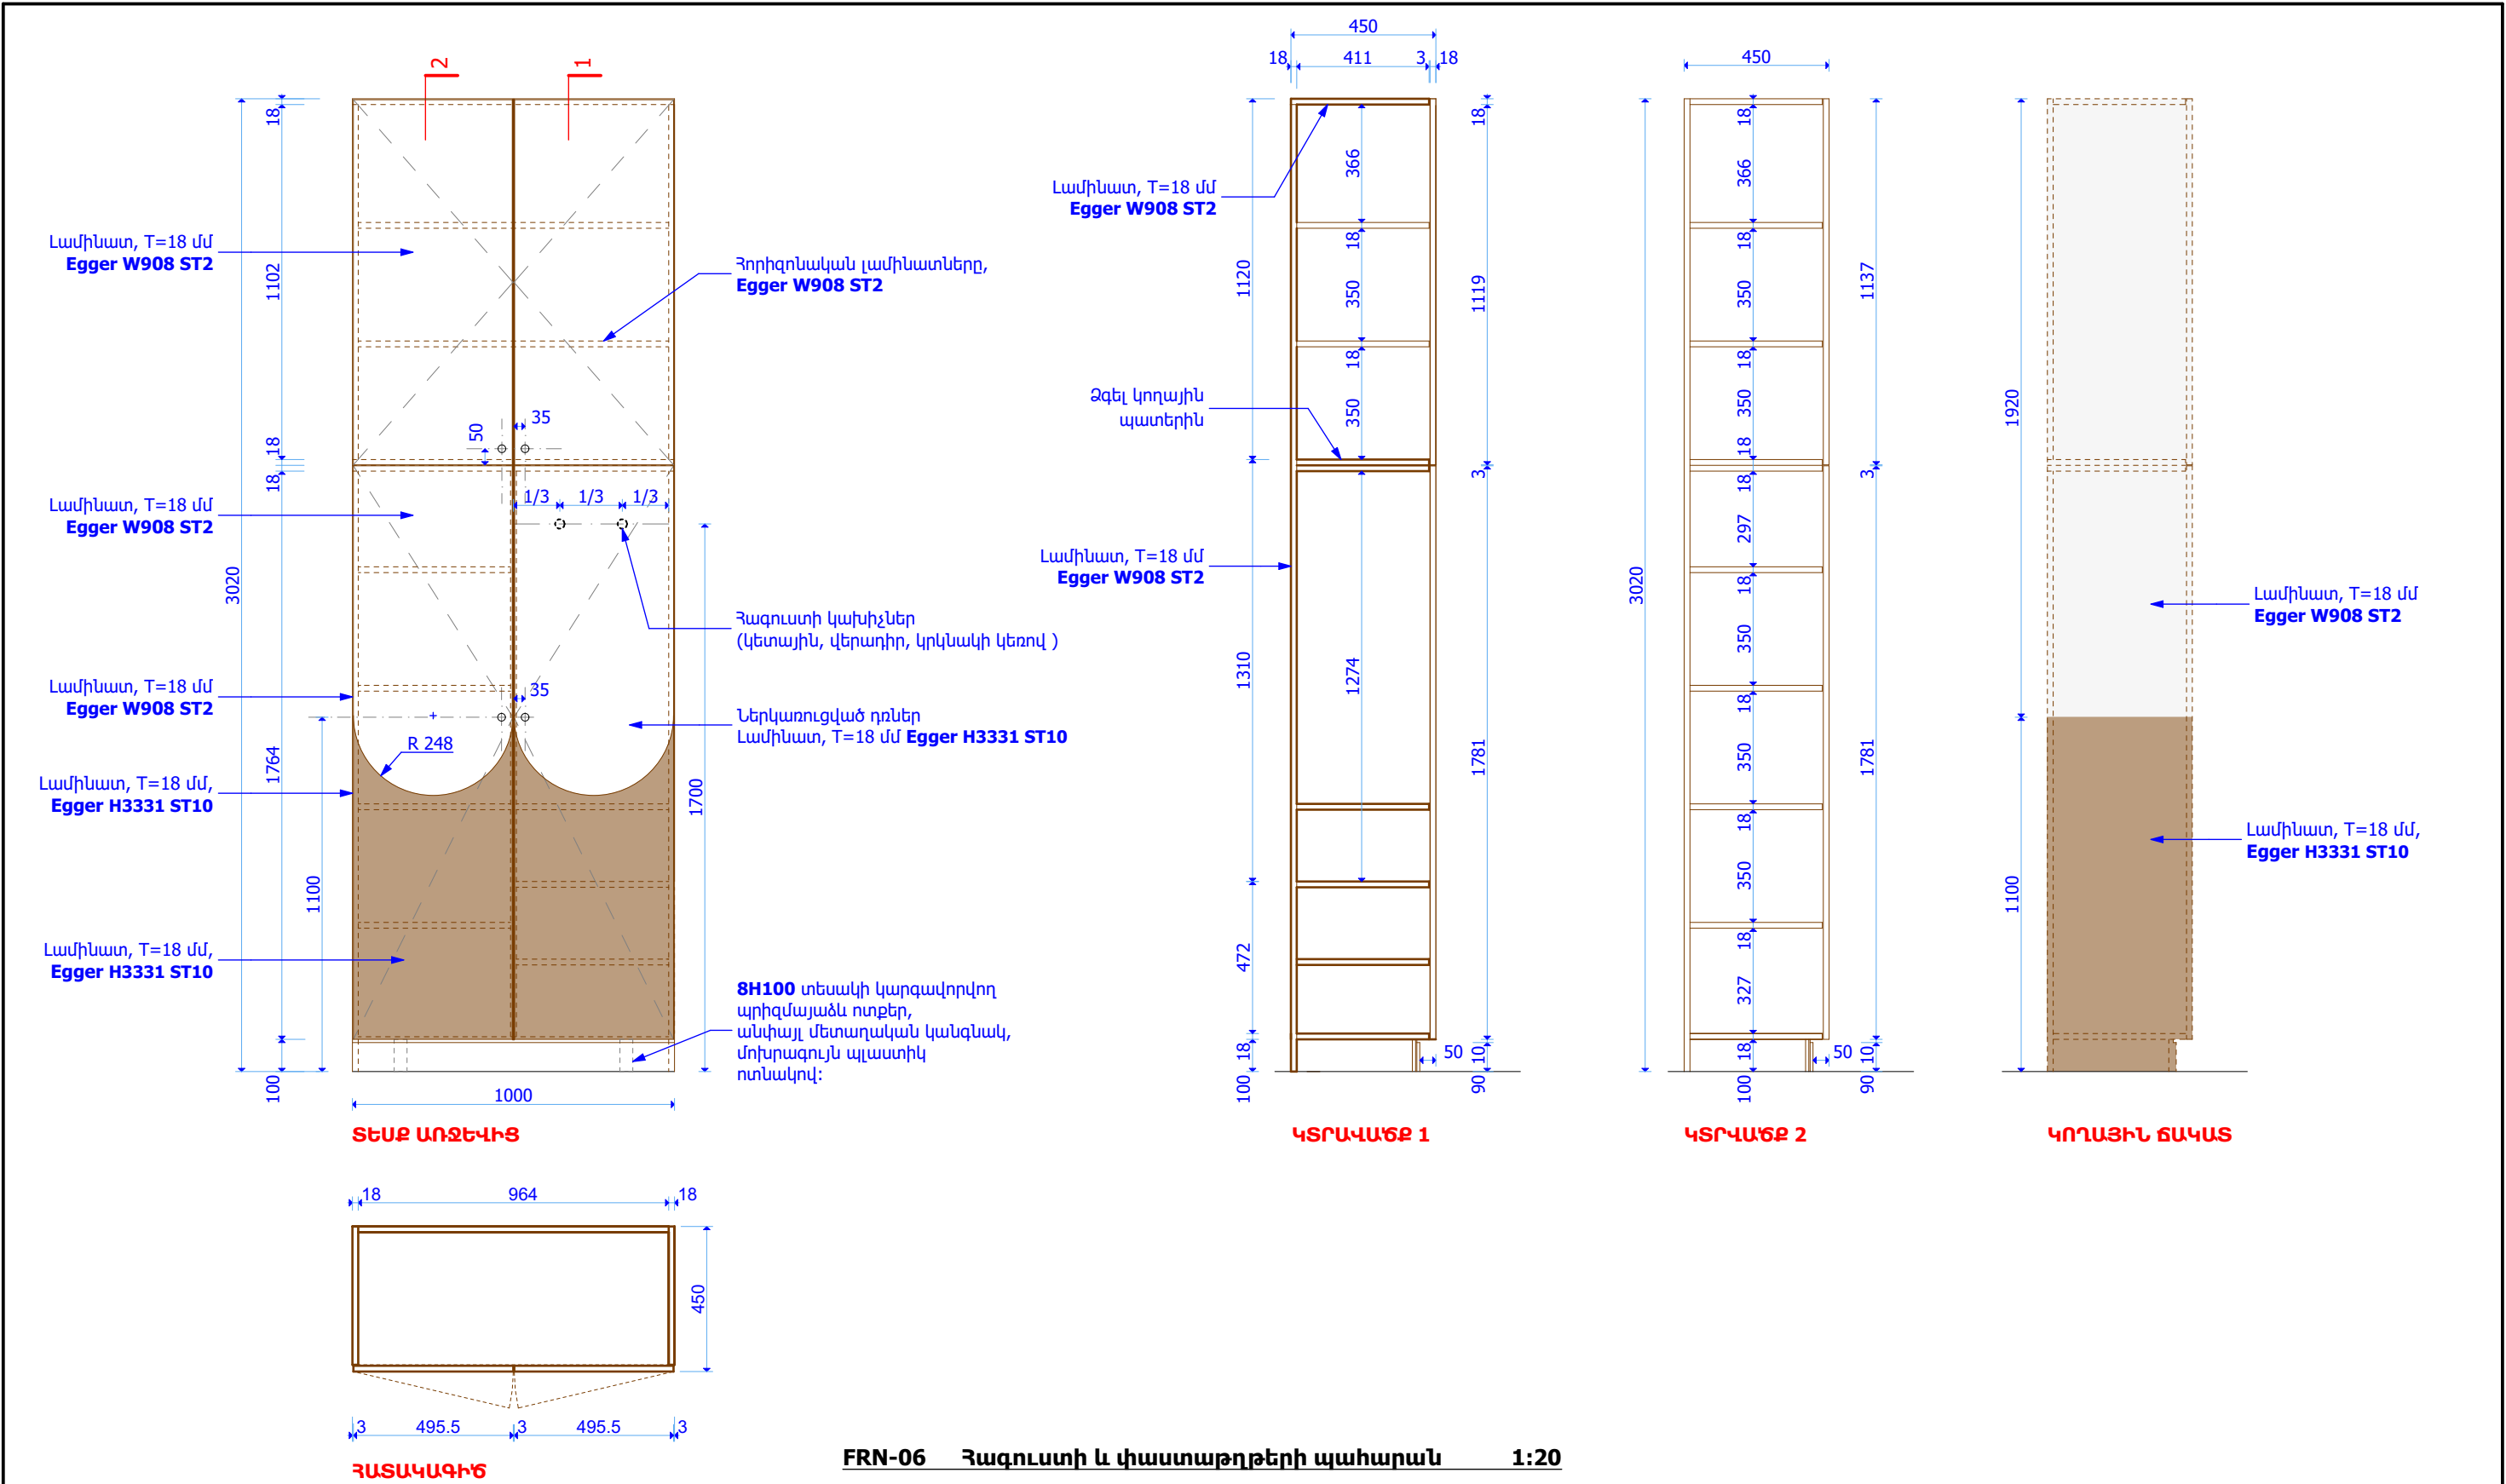 2
1
3020
18
1102
18
18
1764
100
1100
Լամինատ, T=18 մմ
Egger W908 ST2
Լամինատ, T=18 մմ
Egger W908 ST2
Լամինատ, T=18 մմ
Egger W908 ST2
Լամինատ, T=18 մմ,
Egger H3331 ST10
Լամինատ, T=18 մմ,
Egger H3331 ST10
35
50
1/3
1/3
1/3
35
R 248
1700
1000
Հորիզոնական լամինատները,
Egger W908 ST2
Հագուստի կախիչներ
(կետային, վերադիր, կրկնակի կեռով )
Ներկառուցված դռներ
Լամինատ, T=18 մմ Egger H3331 ST10
8H100 տեսակի կարգավորվող
պրիզմայաձև ոտքեր,
անփայլ մետաղական կանգնակ,
մոխրագույն պլաստիկ
ոտնակով:
ՏԵՍՔ ԱՌՋԵՎԻՑ
450
18
411
3
18
Լամինատ, T=18 մմ
Egger W908 ST2
Ձգել կողային
պատերին
Լամինատ, T=18 մմ
Egger W908 ST2
1120
1310
472
18
100
366
18
350
18
350
1274
18
1119
3
1781
10
90
50
ԿՏՐԱՎԱԾՔ 1
450
3020
18
366
18
350
18
350
18
18
297
18
350
18
350
18
350
18
327
18
100
1137
3
1781
10
90
50
ԿՏՐՎԱԾՔ 2
1920
1100
Լամինատ, T=18 մմ
Egger W908 ST2
Լամինատ, T=18 մմ,
Egger H3331 ST10
ԿՈՂԱՅԻՆ ՃԱԿԱՏ
18
964
18
450
3
495.5
3
495.5
3
ՀԱՏԱԿԱԳԻԾ
FRN-06 Հագուստի և փաստաթղթերի պահարան 1:20